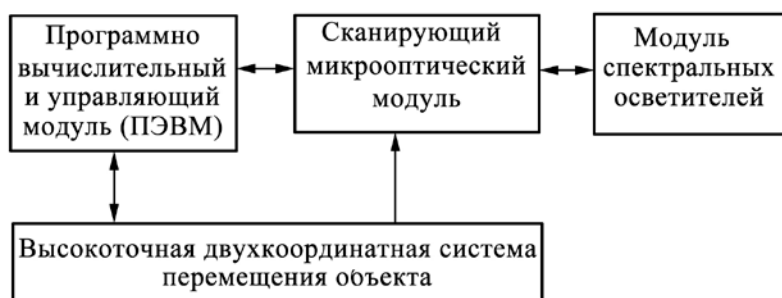 Программно
вычислительный
и управляющий
модуль (ПЭВМ)
Сканирующий
микрооптический
модуль
Модуль
спектральных
осветителей
Высокоточная двухкоординатная система
перемещения объекта